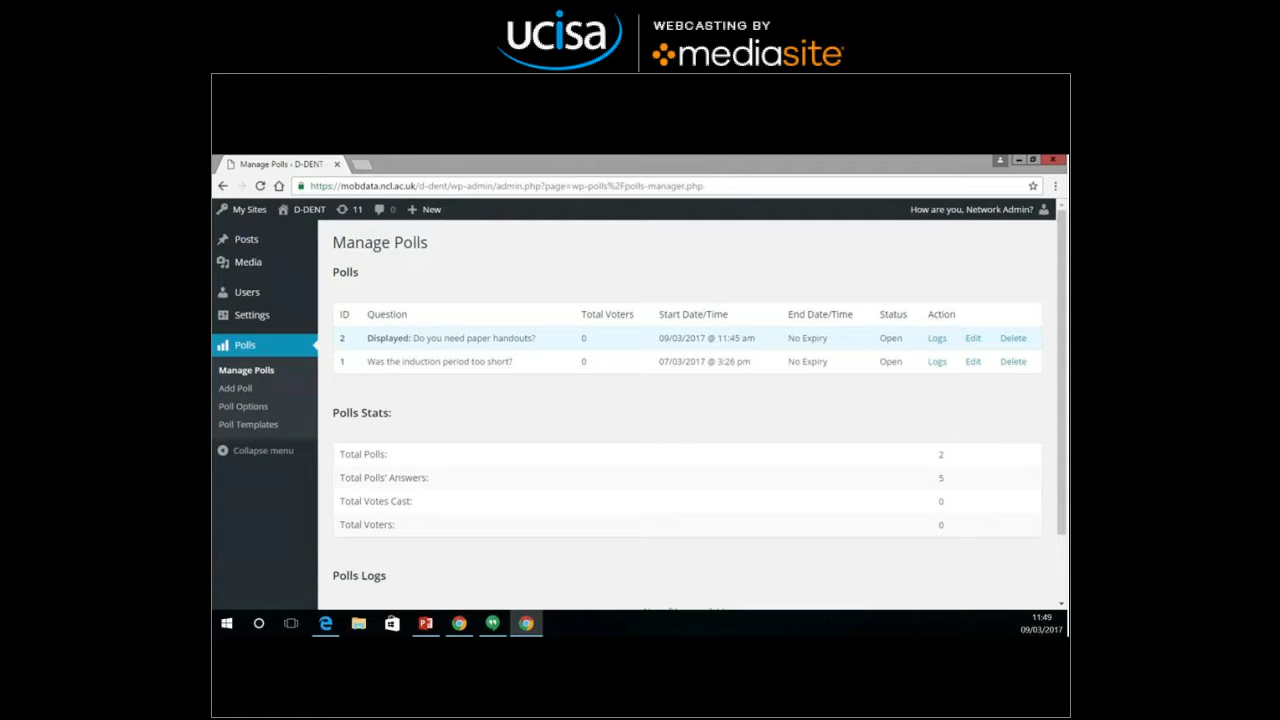 ucisa
WEBCASTING BY
mediasite
Manage Polls ‹ D-DENT
https://mobdata.ncl.ac.uk/d-dent/wp-admin/admin.php?page=wp-polls%2Fpolls-manager.php
My Sites D-DENT 11 0 New How are you, Network Admin?
Posts
Media
Users
Settings
Polls
Manage Polls
Add Poll
Poll Options
Poll Templates
Collapse menu
Manage Polls
Polls
ID Question Total Voters Start Date/Time End Date/Time Status Action
2 Displayed: Do you need paper handouts? 0 09/03/2017 @ 11:45 am No Expiry Open Logs Edit Delete
1 Was the induction period too short? 0 07/03/2017 @ 3:26 pm No Expiry Open Logs Edit Delete
Polls Stats:
Total Polls: 2
Total Polls' Answers: 5
Total Votes Cast: 0
Total Voters: 0
Polls Logs
11:49
09/03/2017